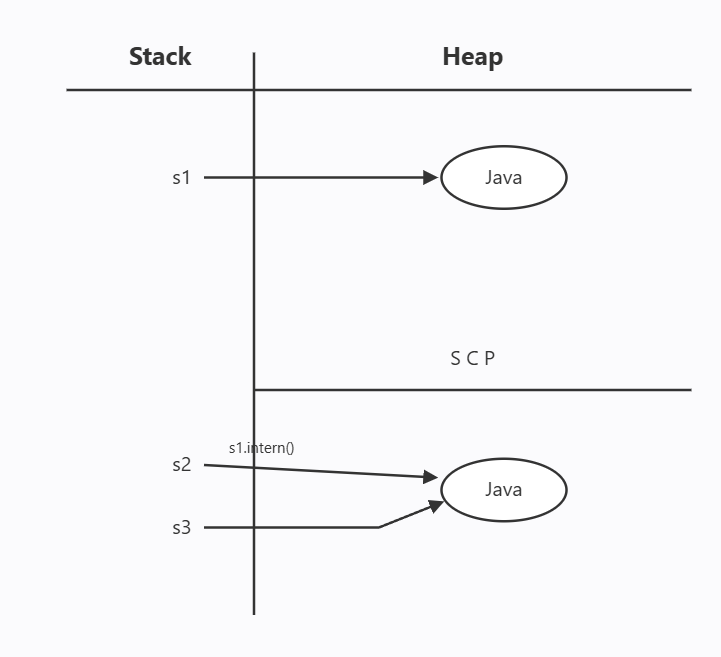 Stack Heap
s1 Java
S C P
s1.intern()
s2 Java
s3